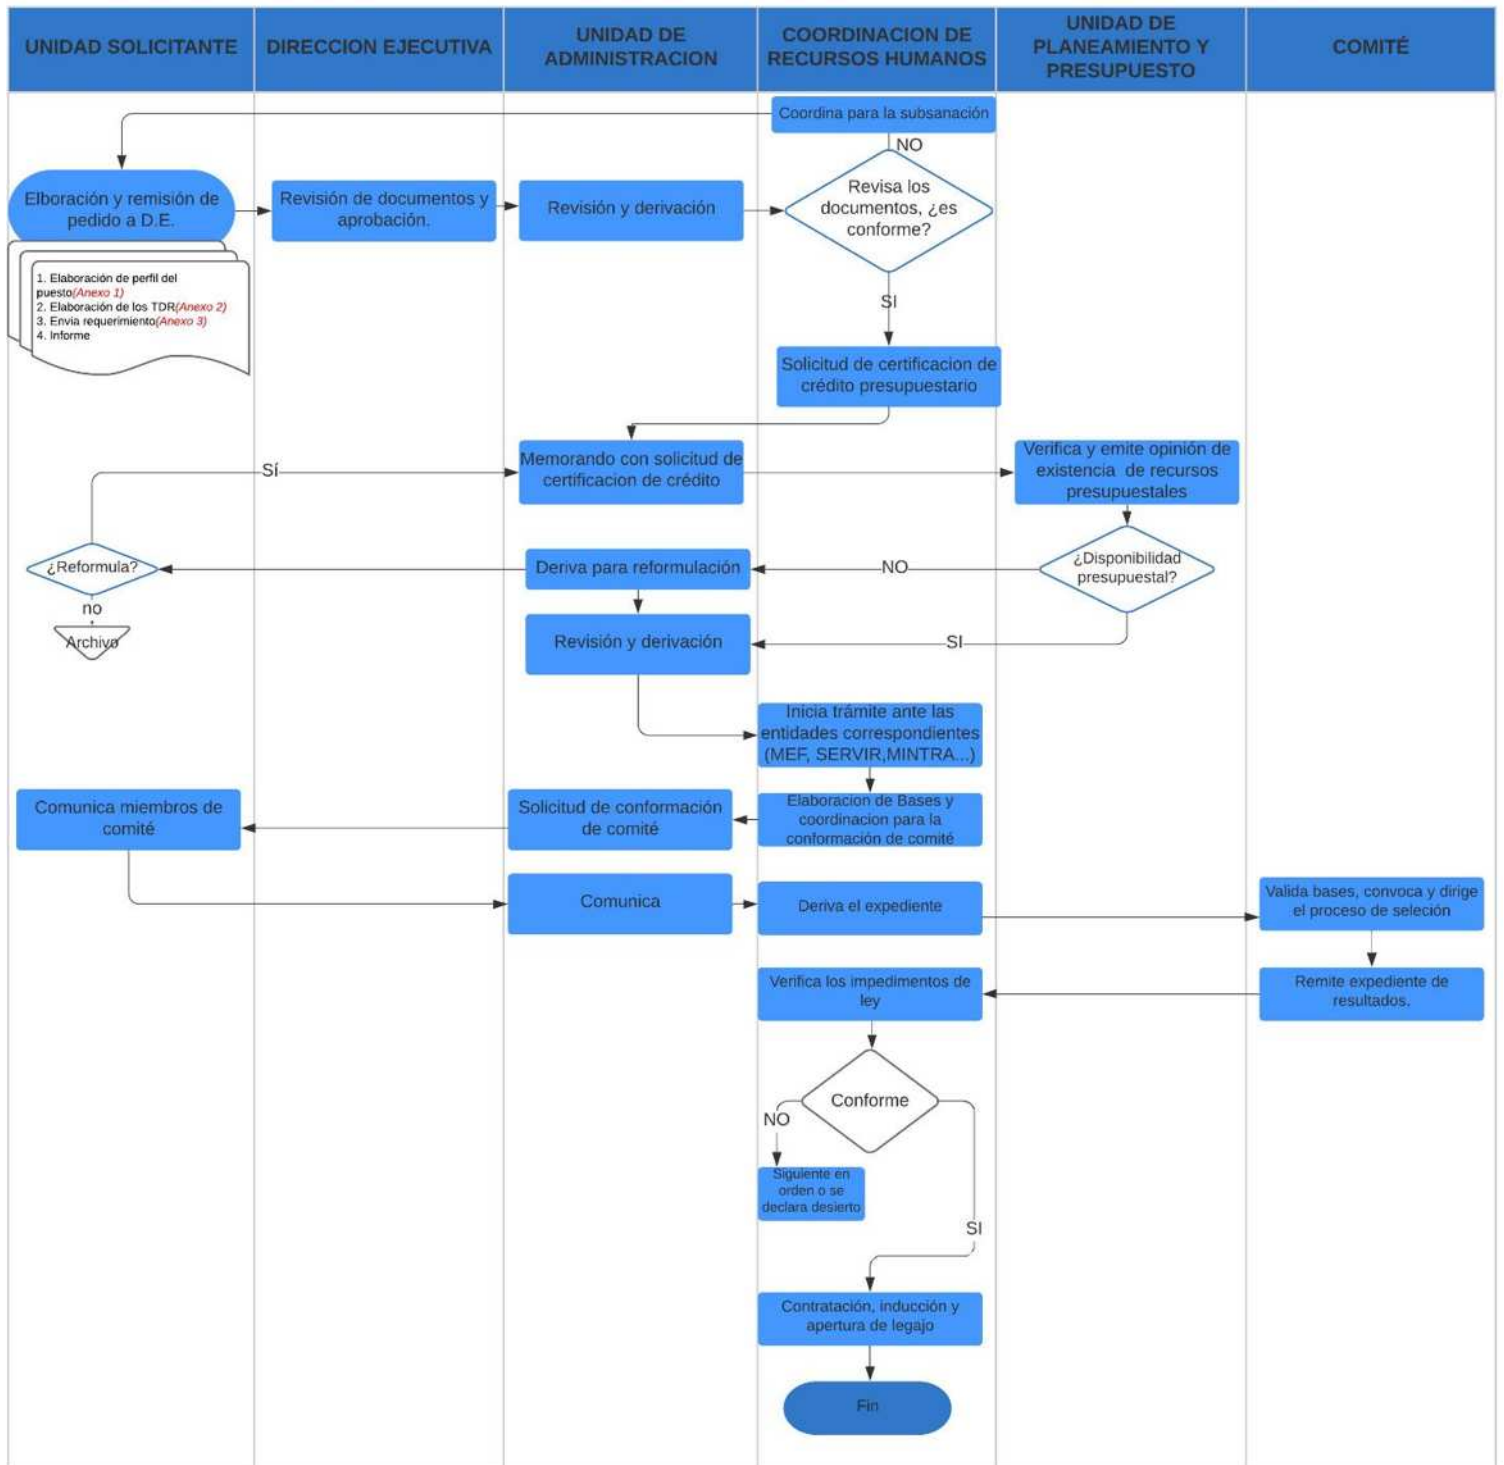 UNIDAD SOLICITANTE
DIRECCION EJECUTIVA
UNIDAD DE
ADMINISTRACION
COORDINACION DE
RECURSOS HUMANOS
UNIDAD DE
PLANEAMIENTO Y
PRESUPUESTO
COMITÉ
Coordina para la subsanación
NO
Elboración y remisión de
pedido a D.E.
Revisión de documentos y
aprobación.
Revisión y derivación
Revisa los
documentos, ¿es
conforme?
1. Elaboración de perfil del
puesto(Anexo 1)
2. Elaboración de los TDR(Anexo 2)
3. Envia requerimiento(Anexo 3)
4. Informe
SI
Solicitud de certificacion de
crédito presupuestario
Sí
Memorando con solicitud de
certificacion de crédito
Verifica y emite opinión de
existencia de recursos
presupuestales
¿Reformula?
Deriva para reformulación
NO
¿Disponibilidad
presupuestal?
no
Archivo
Revisión y derivación
SI
Inicia trámite ante las
entidades correspondientes
(MEF, SERVIR,MINTRA...)
Comunica miembros de
comité
Solicitud de conformación
de comité
Elaboracion de Bases y
coordinacion para la
conformación de comité
Comunica
Deriva el expediente
Valida bases, convoca y dirige
el proceso de seleción
Verifica los impedimentos de
ley
Remite expediente de
resultados.
Conforme
NO
Siguiente en
orden o se
declara desierto
SI
Contratación, inducción y
apertura de legajo
Fin